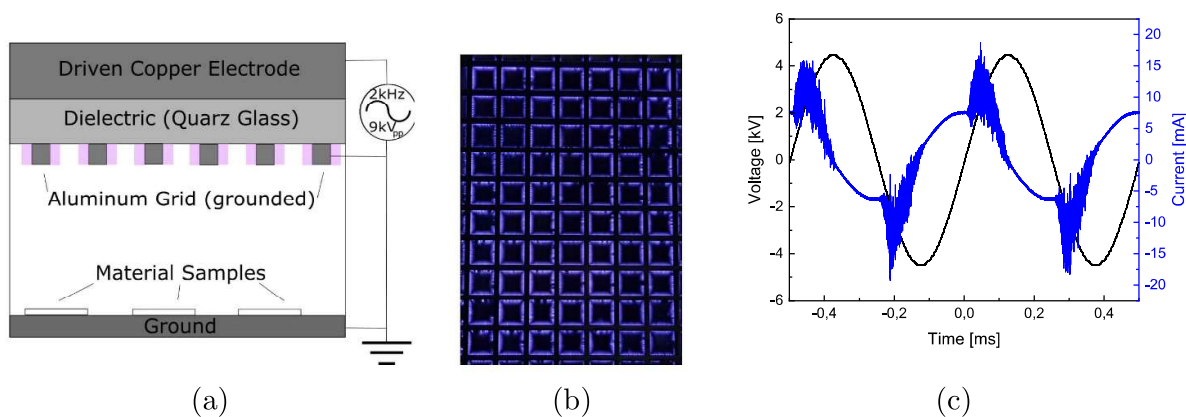 Driven Copper Electrode
Dielectric (Quarz Glass)
2kHz
9kVpp
Aluminum Grid (grounded)
Material Samples
Ground
(a)
(b)
Voltage [kV]
6
4
2
0
-2
-4
-6
-0,4
-0,2
0,0
0,2
0,4
Time [ms]
20
15
10
5
0
-5
-10
-15
-20
Current [mA]
(c)